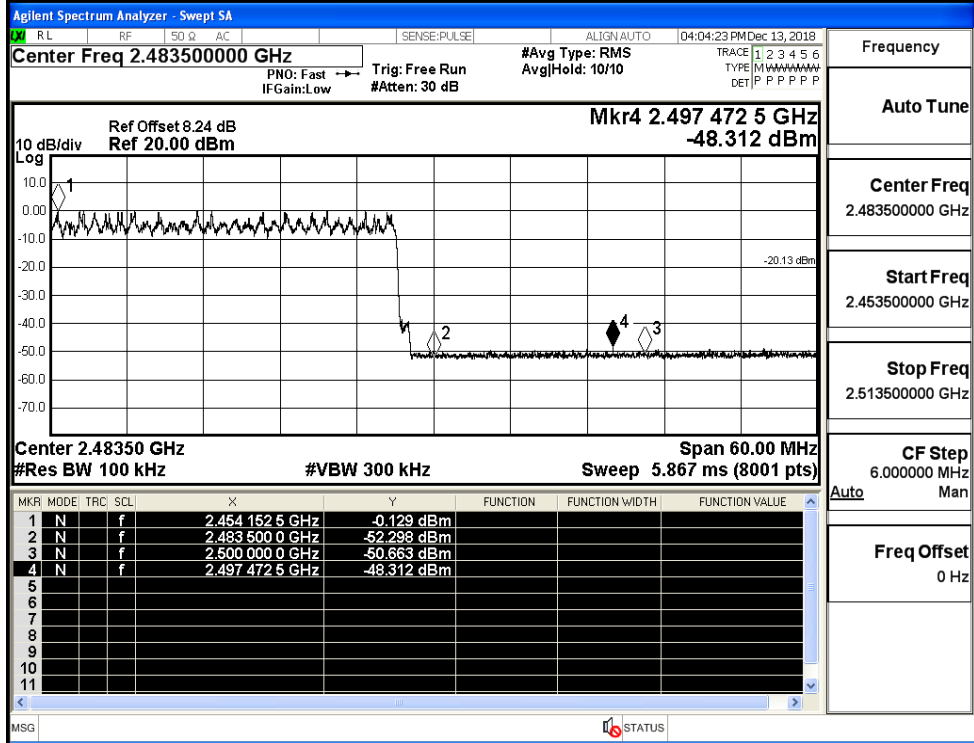 Agilent Spectrum Analyzer - Swept SA
LXI RL RF 50 Ω AC SENSE:PULSE ALIGN AUTO 04:04:23 PM Dec 13, 2018
Center Freq 2.483500000 GHz
PNO: Fast
IFGain:Low
Trig: Free Run
#Atten: 30 dB
#Avg Type: RMS
Avg|Hold: 10/10
TRACE 1 2 3 4 5 6
TYPE M W W W W W
DET P P P P P P
Mkr4 2.497 472 5 GHz
-48.312 dBm
Ref Offset 8.24 dB
10 dB/div Ref 20.00 dBm
Log
10.0
0.00
-10.0
-20.0
-30.0
-40.0
-50.0
-60.0
-70.0
1
2
4
3
-20.13 dBm
Center 2.48350 GHz Span 60.00 MHz
#Res BW 100 kHz #VBW 300 kHz Sweep 5.867 ms (8001 pts)
MKR MODE TRC SCL X Y FUNCTION FUNCTION WIDTH FUNCTION VALUE
1 N f 2.454 152 5 GHz -0.129 dBm
2 N f 2.483 500 0 GHz -52.298 dBm
3 N f 2.500 000 0 GHz -50.663 dBm
4 N f 2.497 472 5 GHz -48.312 dBm
5
6
7
8
9
10
11
MSG STATUS
Frequency
Auto Tune
Center Freq
2.483500000 GHz
Start Freq
2.453500000 GHz
Stop Freq
2.513500000 GHz
CF Step
6.000000 MHz
Auto Man
Freq Offset
0 Hz